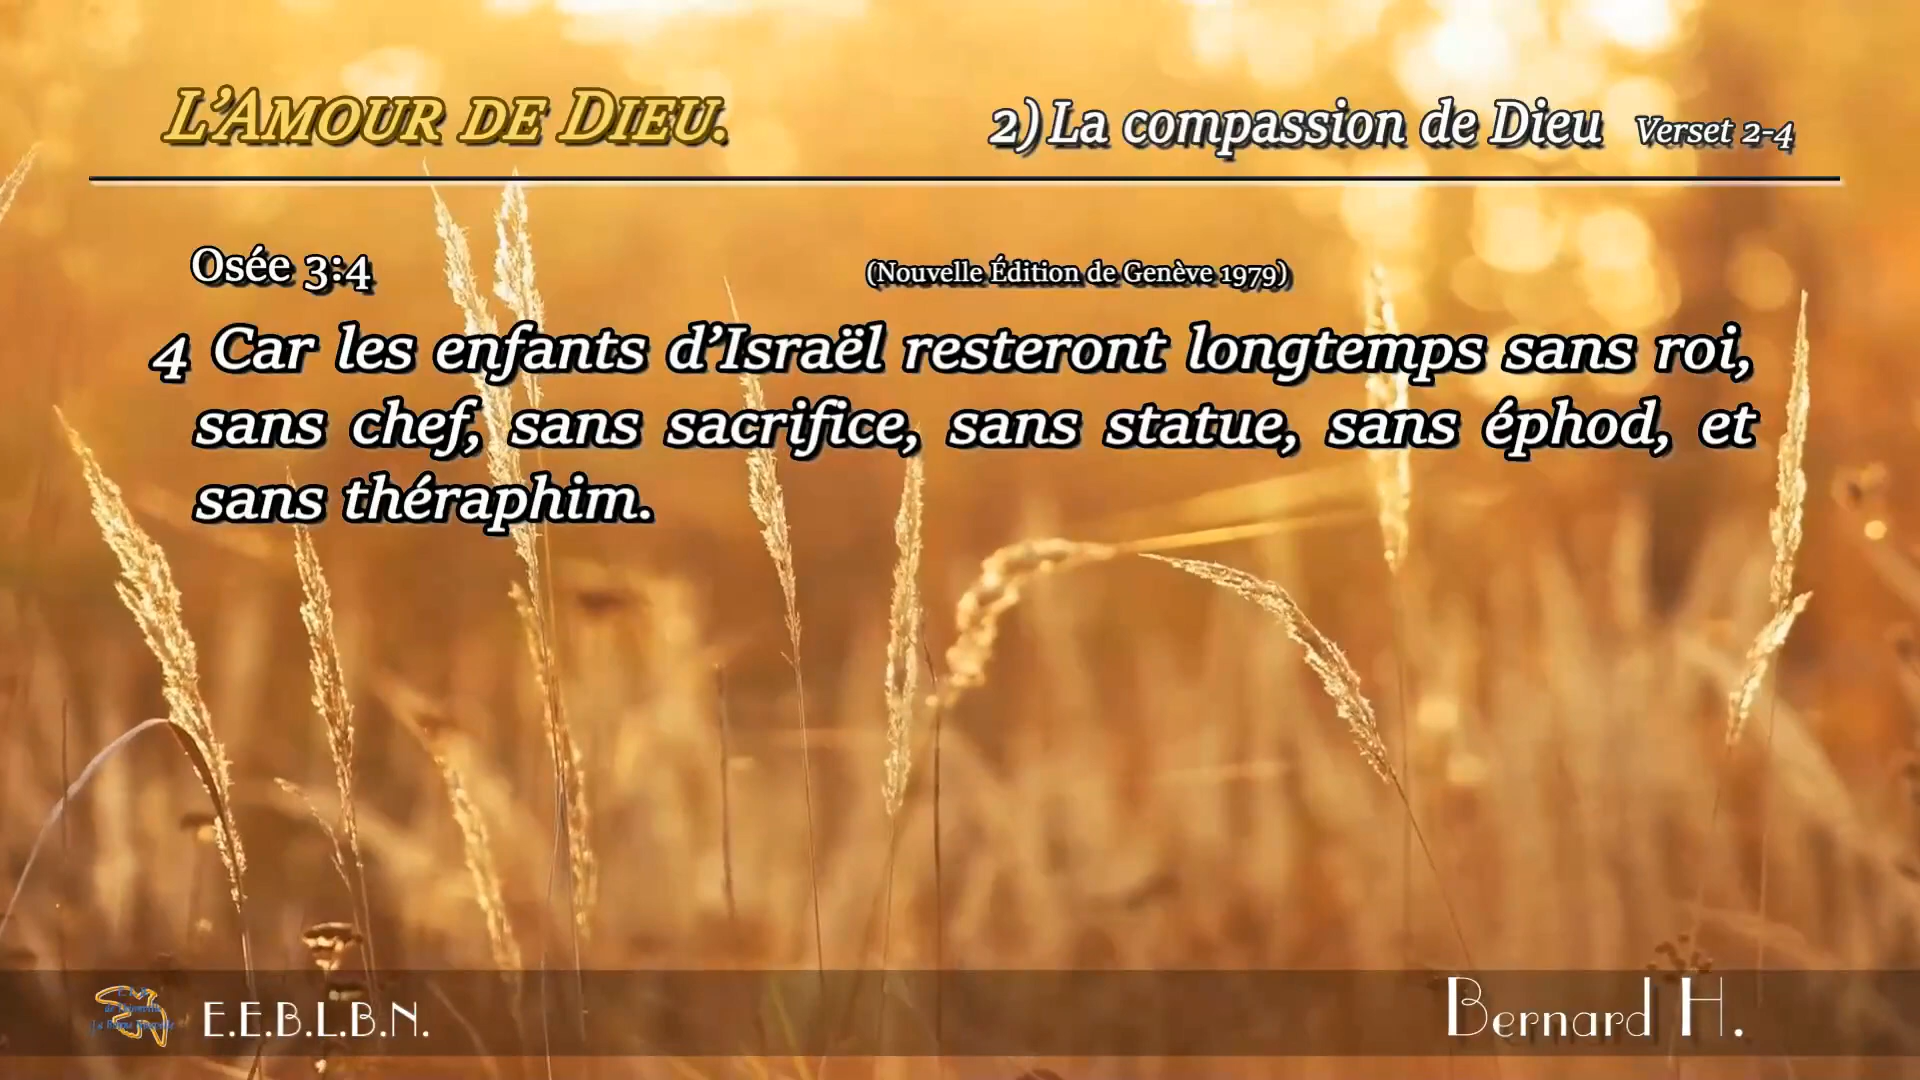 L'Amour de Dieu.
2) La compassion de Dieu Verset 2-4
Osée 3:4
(Nouvelle Édition de Genève 1979)
4 Car les enfants d'Israël resteront longtemps sans roi,
sans chef, sans sacrifice, sans statue, sans éphod, et
sans théraphim.
E.E.B.L.B.N.
Bernard H.